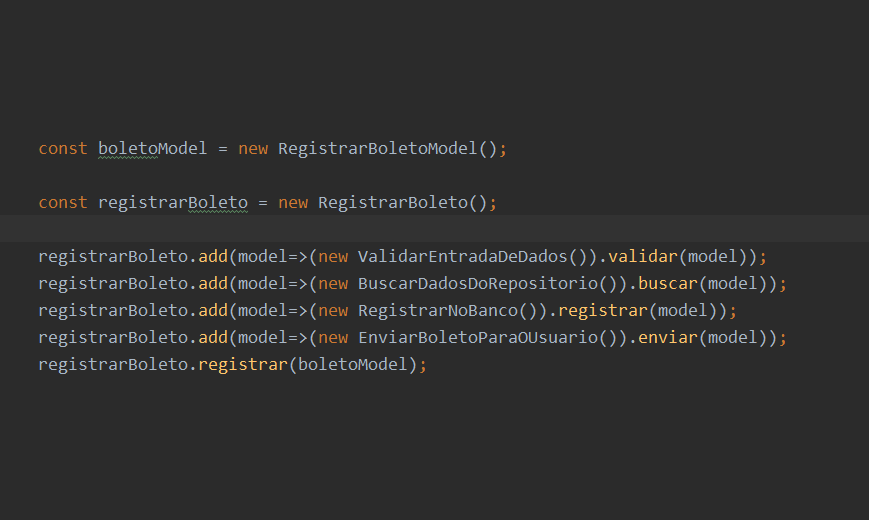 const boletoModel = new RegistrarBoletoModel();
const registrarBoleto = new RegistrarBoleto();
registrarBoleto.add(model=>(new ValidarEntradaDeDados()).validar(model));
registrarBoleto.add(model=>(new BuscarDadosDoRepositorio()).buscar(model));
registrarBoleto.add(model=>(new RegistrarNoBanco()).registrar(model));
registrarBoleto.add(model=>(new EnviarBoletoParaOUsuario()).enviar(model));
registrarBoleto.registrar(boletoModel);